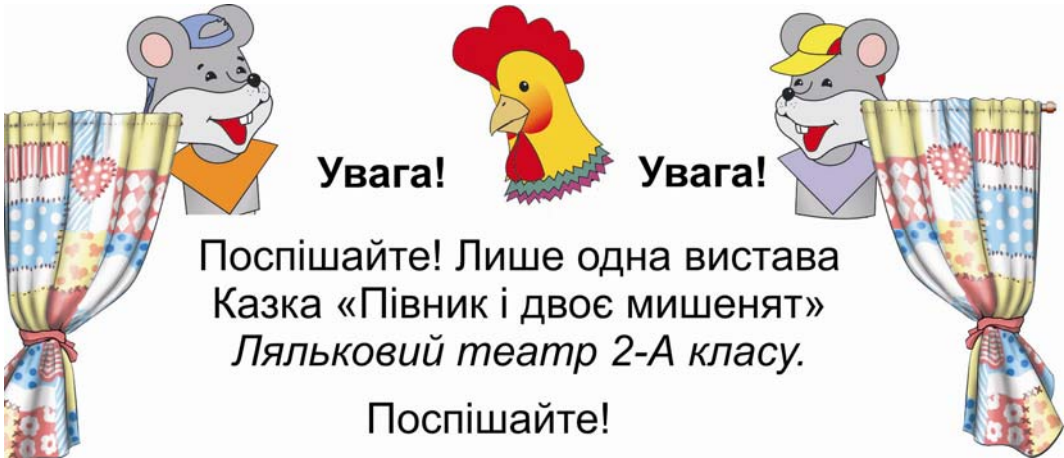 Увага! Увага!
Поспішайте! Лише одна вистава
Казка «Півник і двоє мишенят»
Ляльковий театр 2-А класу.
Поспішайте!